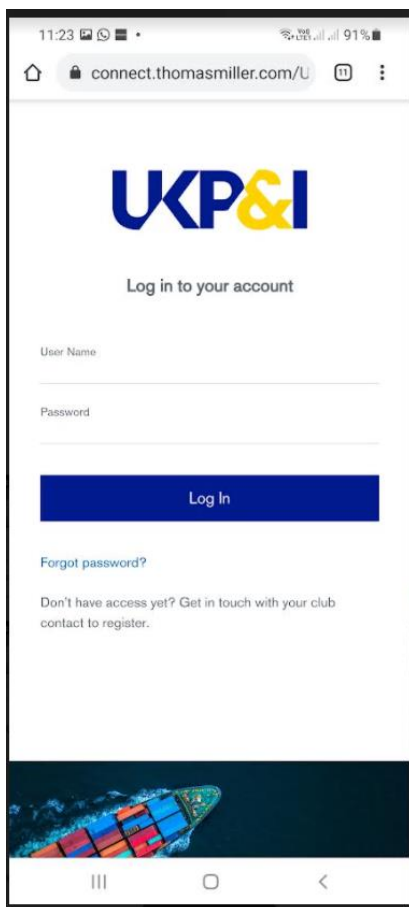 11:23 91%
connect.thomasmiller.com/U 11
UKP&I
Log in to your account
User Name
Password
Log In
Forgot password?
Don't have access yet? Get in touch with your club
contact to register.